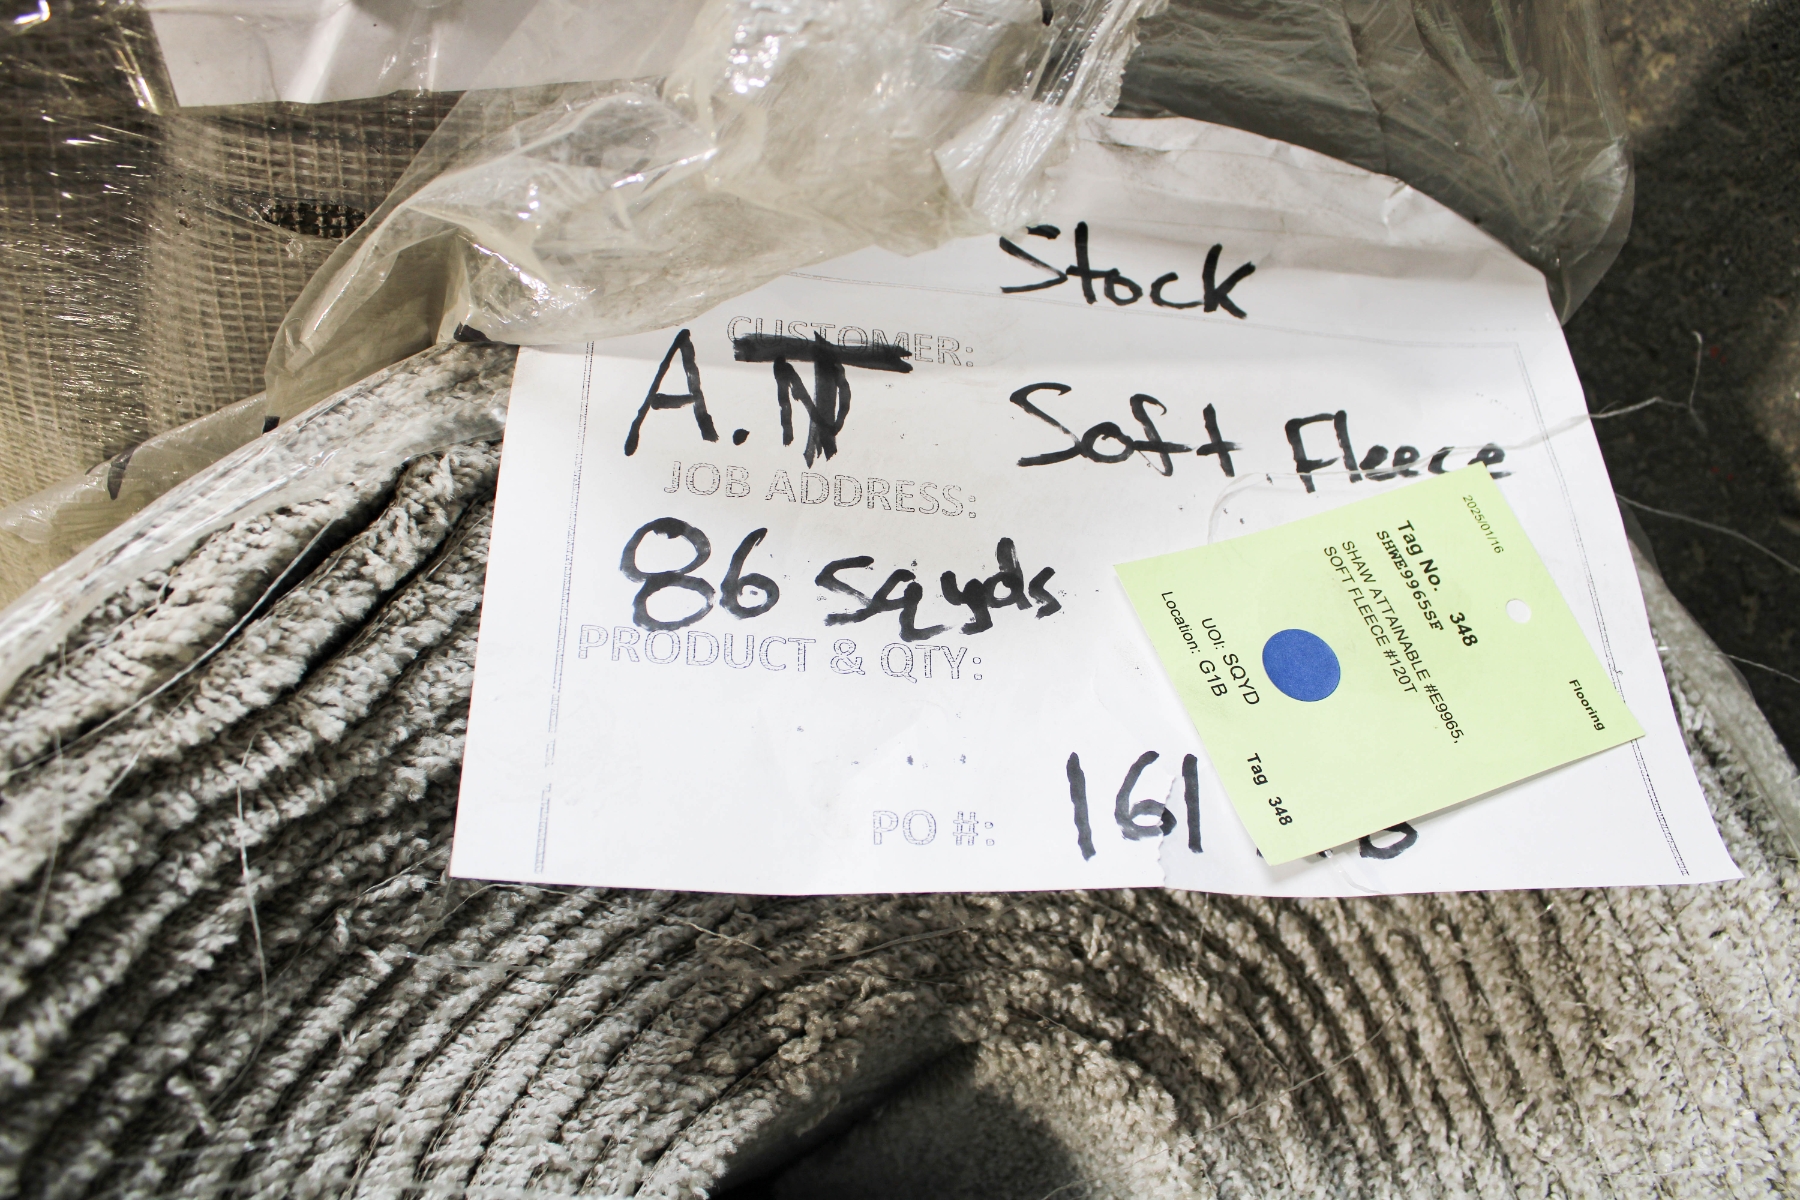 Stock
CUSTOMER:
A. Soft Fleece
JOB ADDRESS:
86 sqyds
PRODUCT & QTY:
PO #: 161
2025/01/16
Tag No. 348
SHWE9965SF
SHAW ATTAINABLE #E9965,
SOFT FLEECE #120T
UOI: SQYD
Location: G1B
Flooring
Tag 348